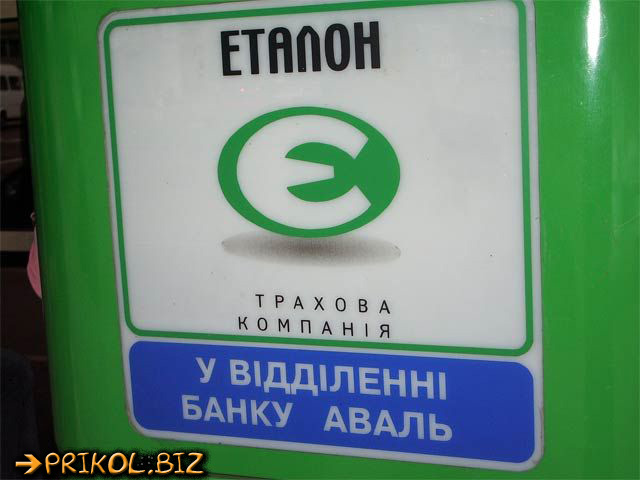 ЕТАЛОН
ТРАХОВА
КОМПАНІЯ
У ВІДДІЛЕННІ
БАНКУ АВАЛЬ
PRIKOL.BIZ